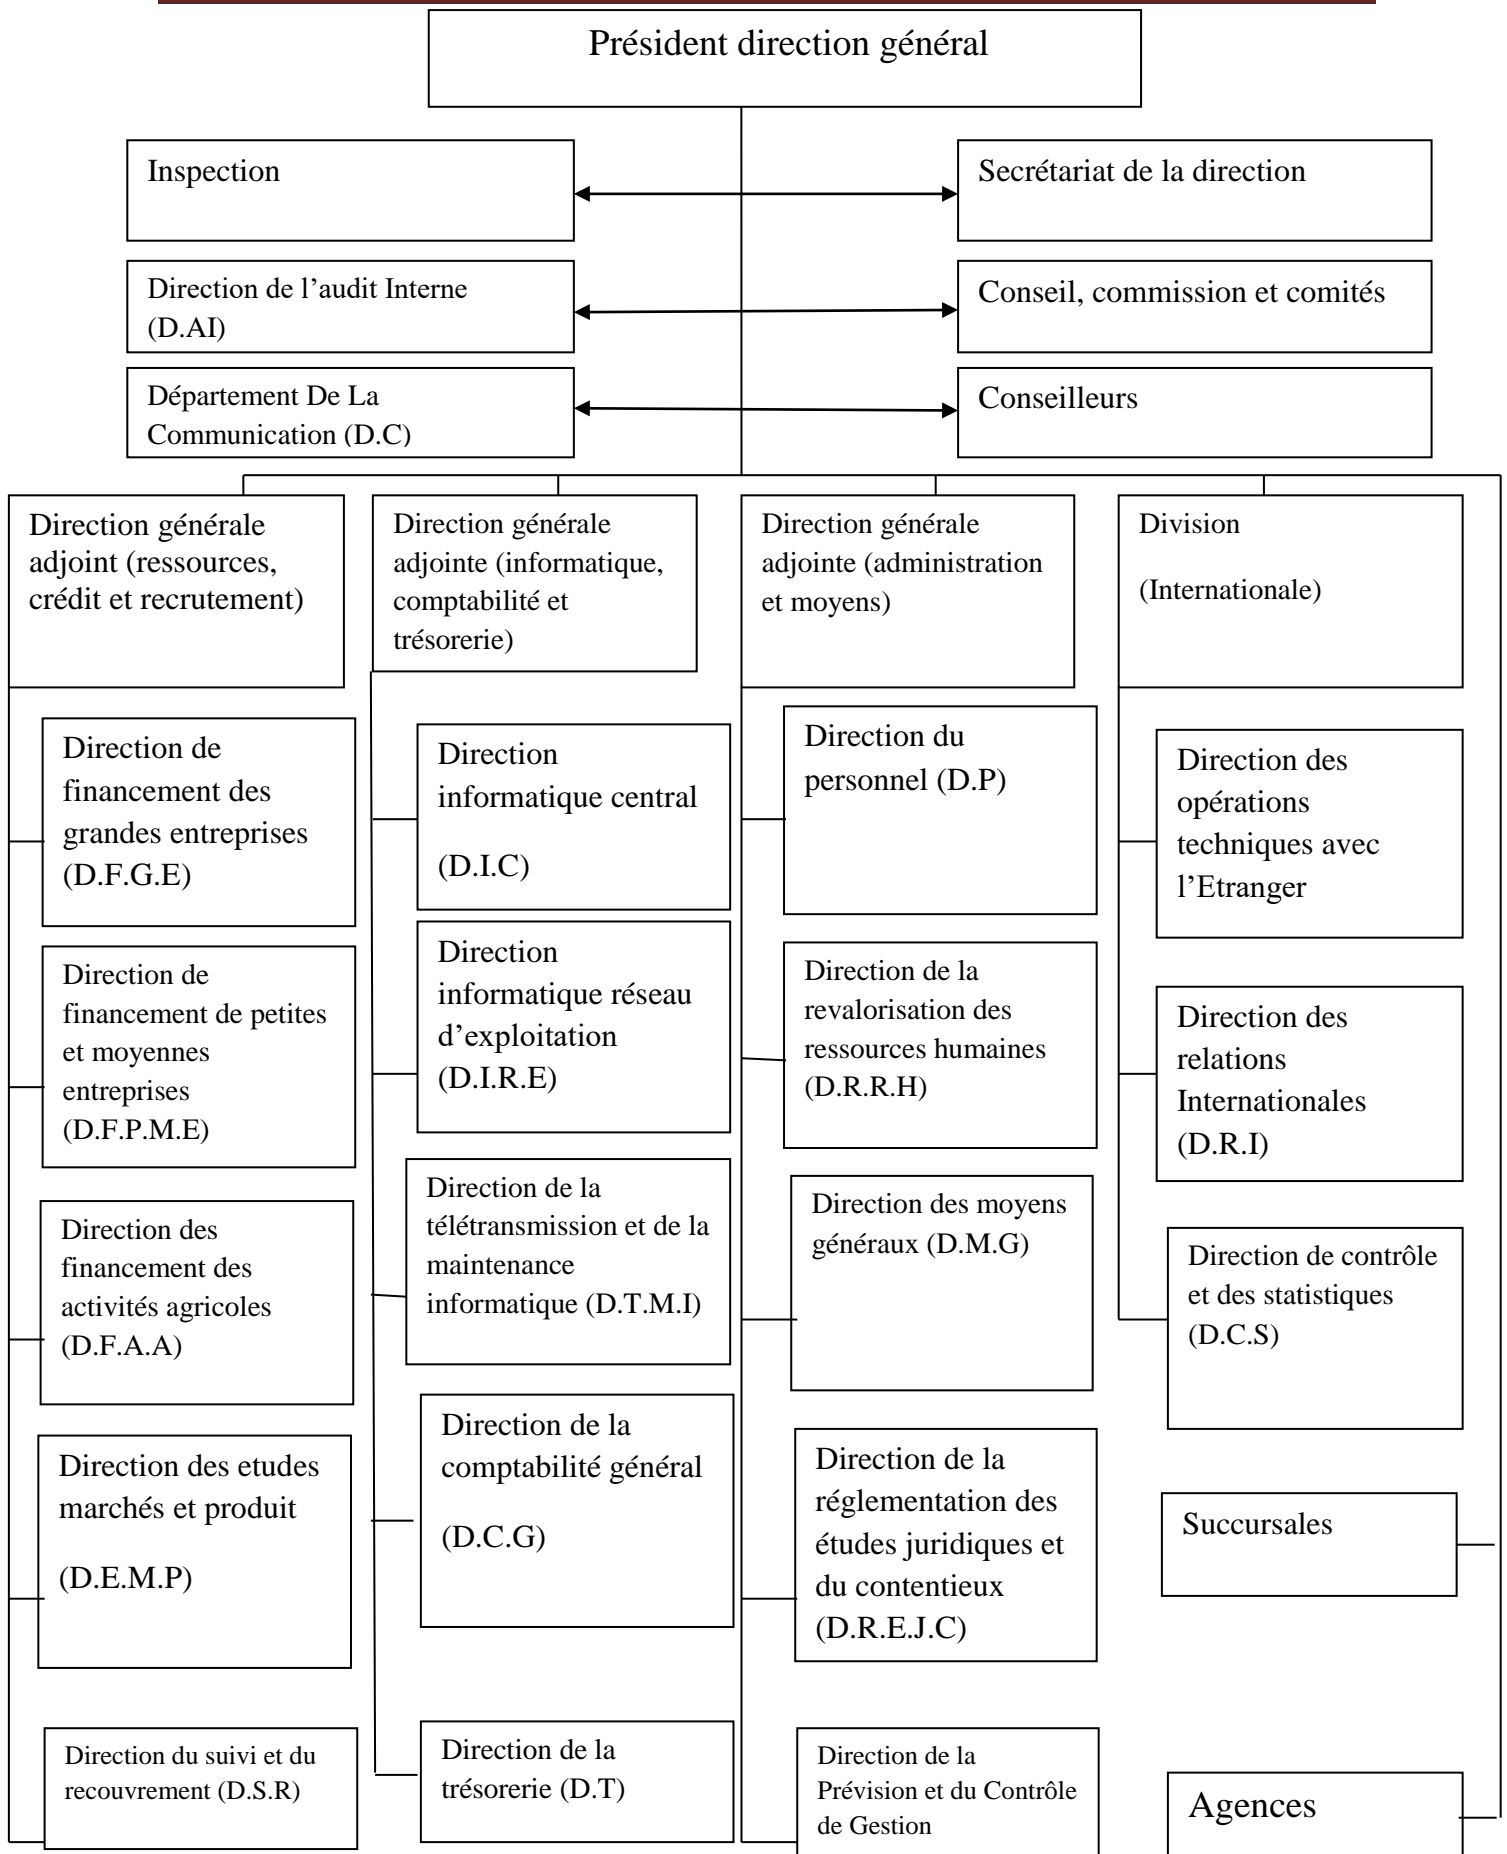 Président direction général
Inspection
Secrétariat de la direction
Direction de l’audit Interne
(D.AI)
Conseil, commission et comités
Département De La
Communication (D.C)
Conseilleurs
Direction générale
adjoint (ressources,
crédit et recrutement)
Direction générale
adjointe (informatique,
comptabilité et
trésorerie)
Direction générale
adjointe (administration
et moyens)
Division
(Internationale)
Direction de
financement des
grandes entreprises
(D.F.G.E)
Direction de
financement de petites
et moyennes
entreprises
(D.F.P.M.E)
Direction des
financement des
activités agricoles
(D.F.A.A)
Direction des etudes
marchés et produit
(D.E.M.P)
Direction du suivi et du
recouvrement (D.S.R)
Direction
informatique central
(D.I.C)
Direction
informatique réseau
d’exploitation
(D.I.R.E)
Direction de la
télétransmission et de la
maintenance
informatique (D.T.M.I)
Direction de la
comptabilité général
(D.C.G)
Direction de la
trésorerie (D.T)
Direction du
personnel (D.P)
Direction de la
revalorisation des
ressources humaines
(D.R.R.H)
Direction des moyens
généraux (D.M.G)
Direction de la
réglementation des
études juridiques et
du contentieux
(D.R.E.J.C)
Direction de la
Prévision et du Contrôle
de Gestion
Direction des
opérations
techniques avec
l’Etranger
Direction des
relations
Internationales
(D.R.I)
Direction de contrôle
et des statistiques
(D.C.S)
Succursales
Agences